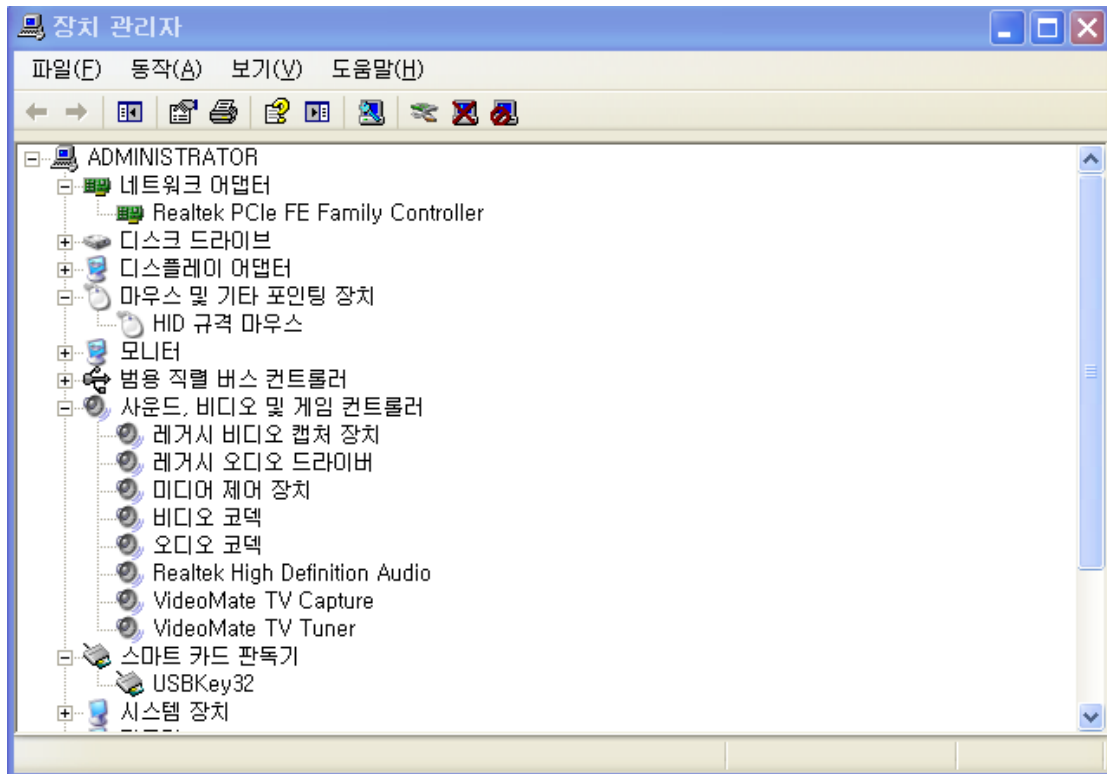 장치 관리자
파일(F) 동작(A) 보기(V) 도움말(H)
ADMINISTRATOR
네트워크 어댑터
Realtek PCIe FE Family Controller
디스크 드라이브
디스플레이 어댑터
마우스 및 기타 포인팅 장치
HID 규격 마우스
모니터
범용 직렬 버스 컨트롤러
사운드, 비디오 및 게임 컨트롤러
레거시 비디오 캡처 장치
레거시 오디오 드라이버
미디어 제어 장치
비디오 코덱
오디오 코덱
Realtek High Definition Audio
VideoMate TV Capture
VideoMate TV Tuner
스마트 카드 판독기
USBKey32
시스템 장치